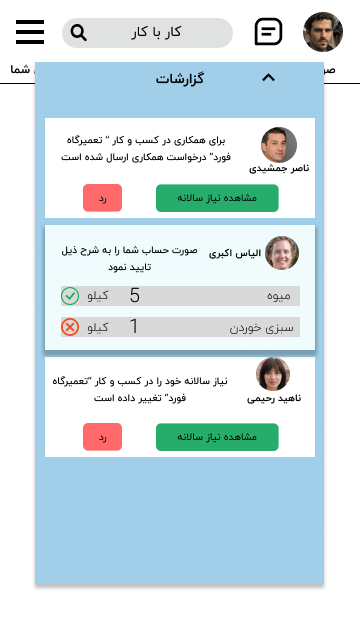 کار با کار
صو
ں شما
گزارشات
برای همکاری در کسب و کار " تعمیرگاه
فورد" درخواست همکاری ارسال شده است
ناصر جمشیدی
مشاهده نیاز سالانه
رد
الیاس اکبری
صورت حساب شما را به شرح ذیل
تایید نمود
میوه 5 کیلو
سبزی خوردن 1 کیلو
نیاز سالانه خود را در کسب و کار "تعمیرگاه
فورد" تغییر داده است
ناهید رحیمی
مشاهده نیاز سالانه
رد